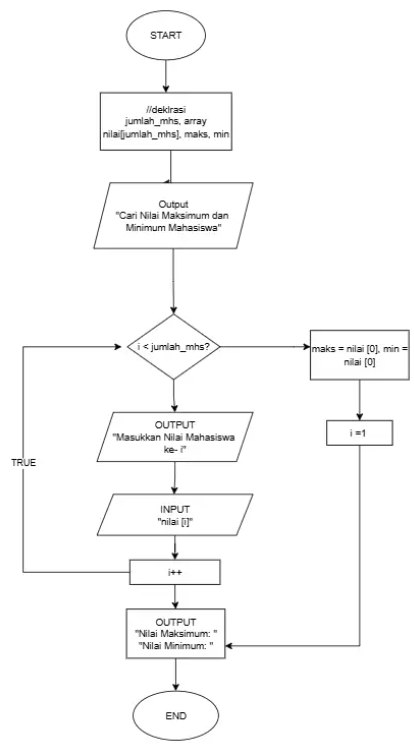 START
//deklrasi
jumlah_mhs, array
nilai[jumlah_mhs], maks, min
Output
"Cari Nilai Maksimum dan
Minimum Mahasiswa"
i < jumlah_mhs?
maks = nilai [0], min =
nilai [0]
i =1
OUTPUT
"Masukkan Nilai Mahasiswa
ke- i"
TRUE
INPUT
"nilai [i]"
i++
OUTPUT
"Nilai Maksimum: "
"Nilai Minimum: "
END